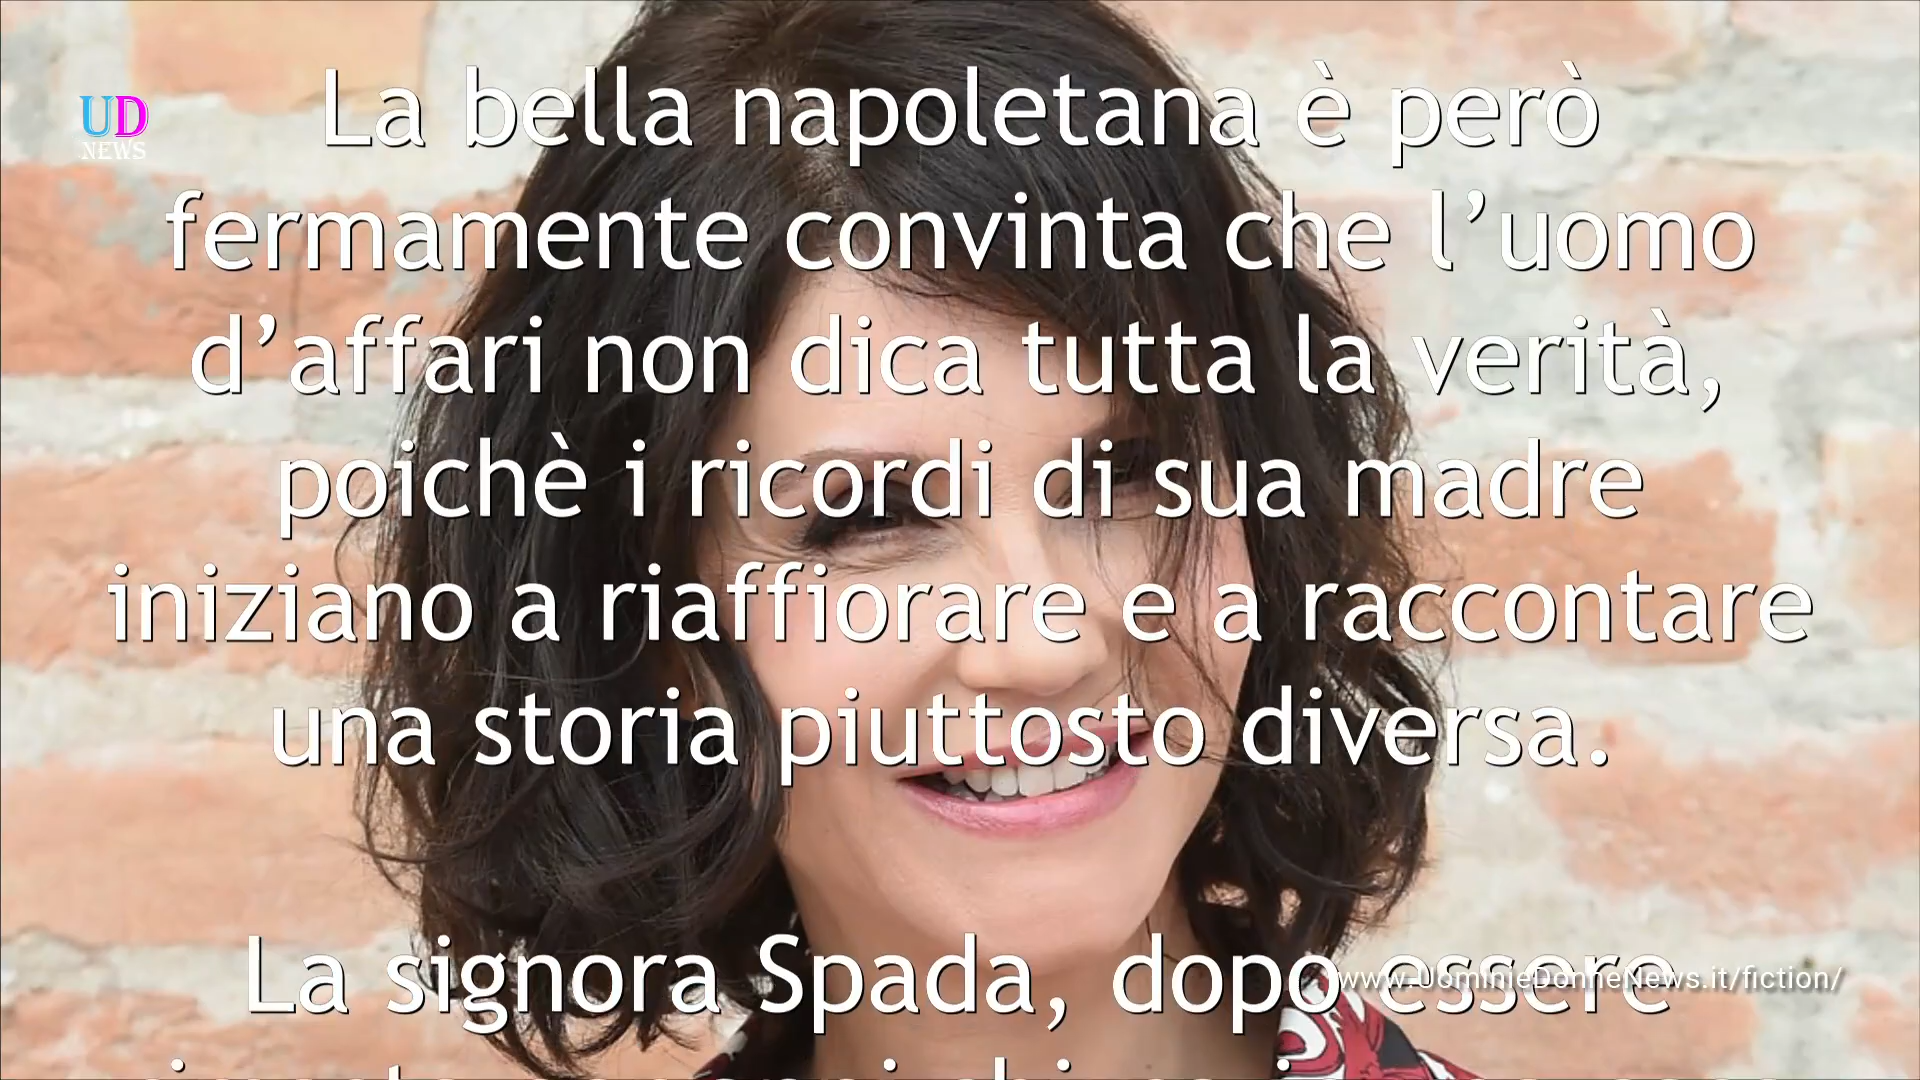 UD
NEWS
La bella napoletana è però
fermamente convinta che l’uomo
d’affari non dica tutta la verità,
poichè i ricordi di sua madre
iniziano a riaffiorare e a raccontare
una storia piuttosto diversa.
La signora Spada, dopo essere
www.UominieDonneNews.it/fiction/